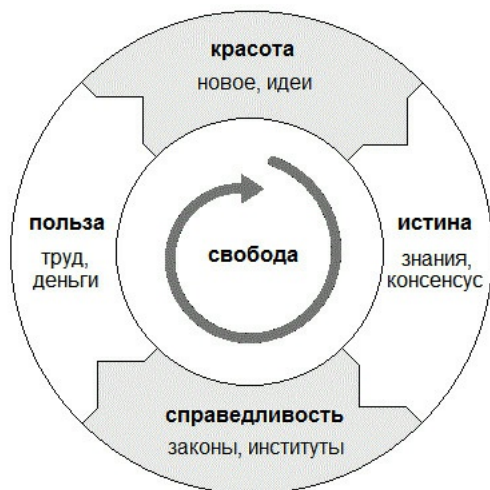 красота
новое, идеи
польза
труд,
деньги
свобода
истина
знания,
консенсус
справедливость
законы, институты